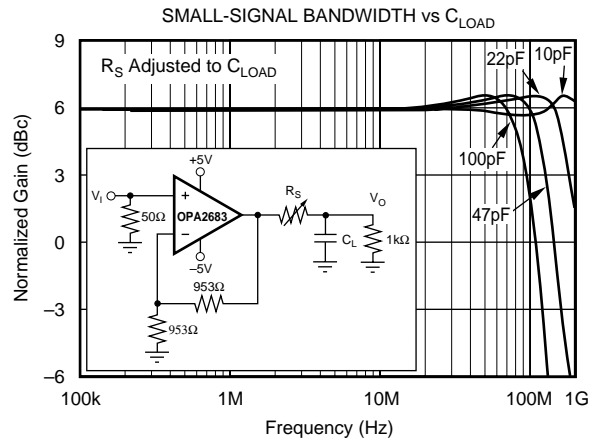 SMALL-SIGNAL BANDWIDTH vs CLOAD
9
6
3
0
–3
–6
Normalized Gain (dBc)
RS Adjusted to CLOAD
22pF
10pF
100pF
47pF
+5V
VI
+
50Ω
OPA2683
–
–5V
RS
VO
CL
1kΩ
953Ω
953Ω
100k
1M
10M
100M
1G
Frequency (Hz)